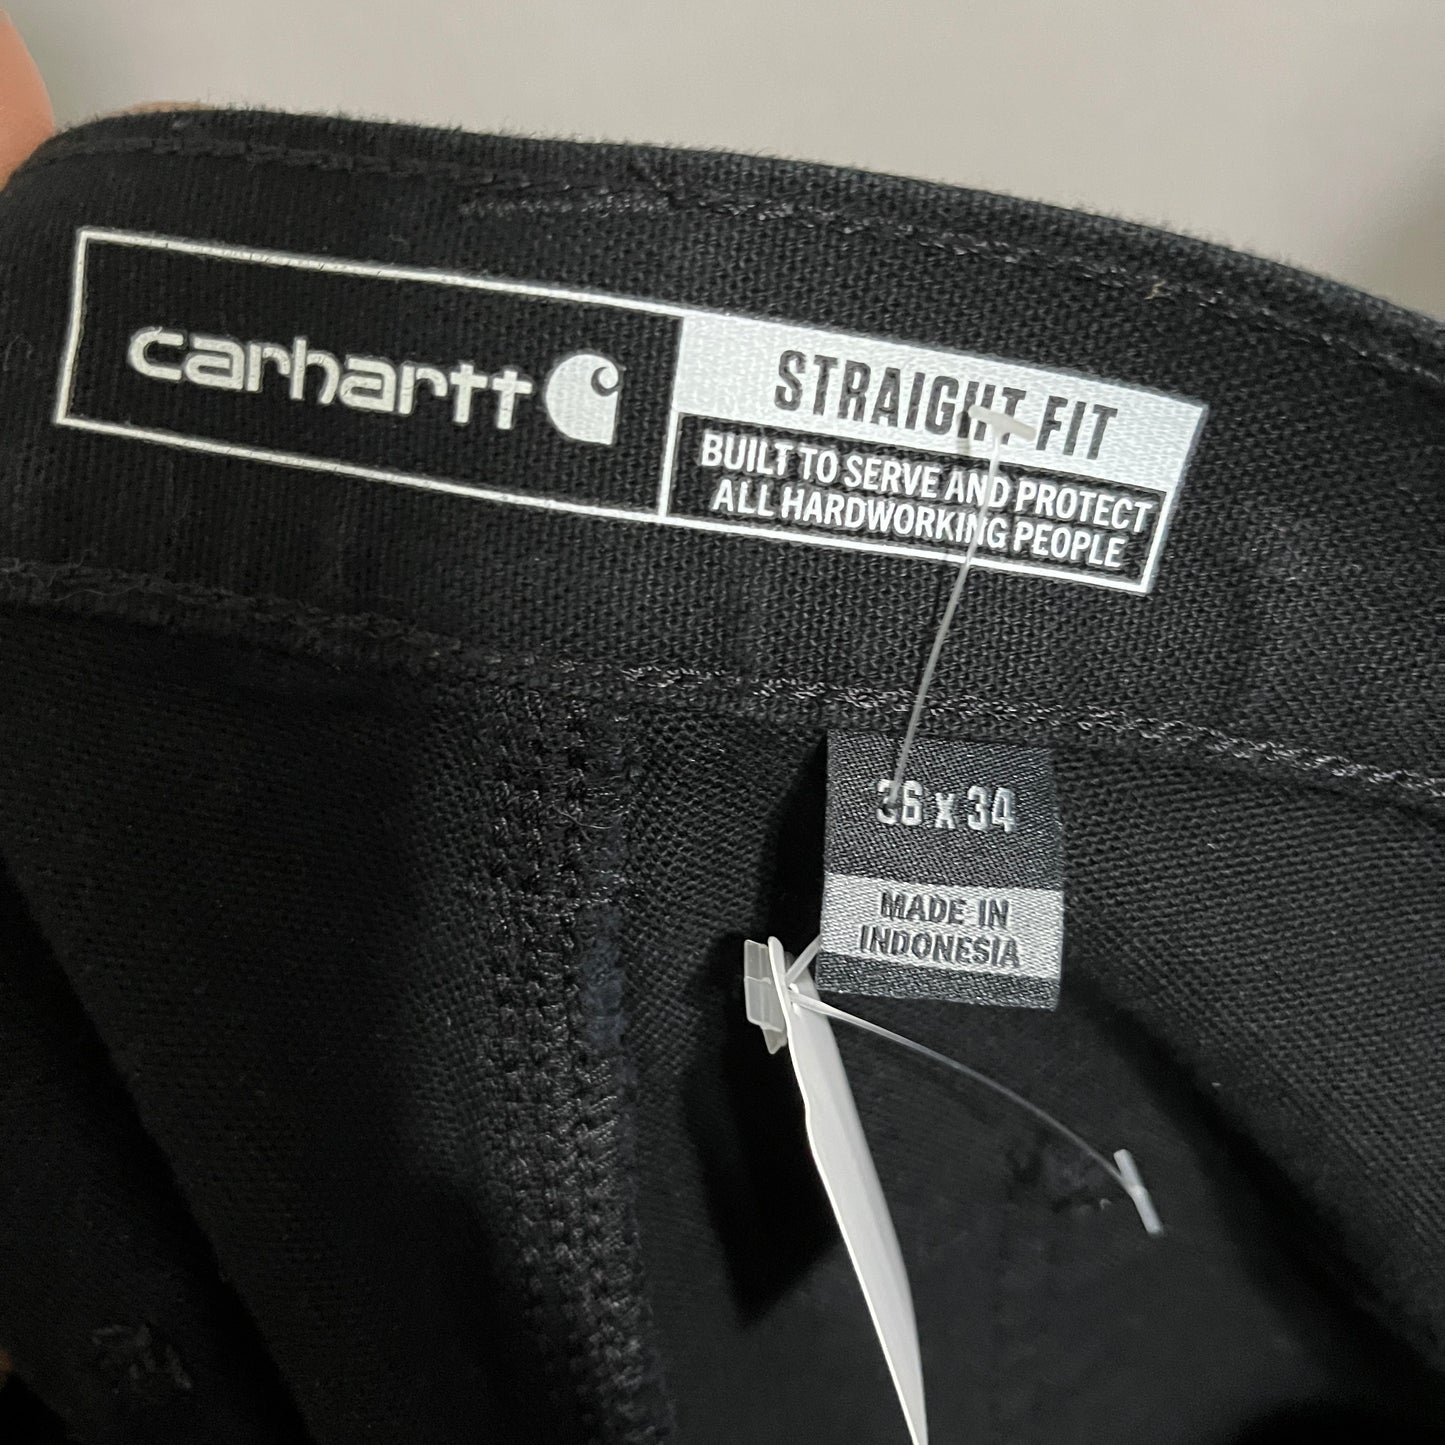 carhartt
STRAIGHT FIT
BUILT TO SERVE AND PROTECT
ALL HARDWORKING PEOPLE
36 x 34
MADE IN
INDONESIA